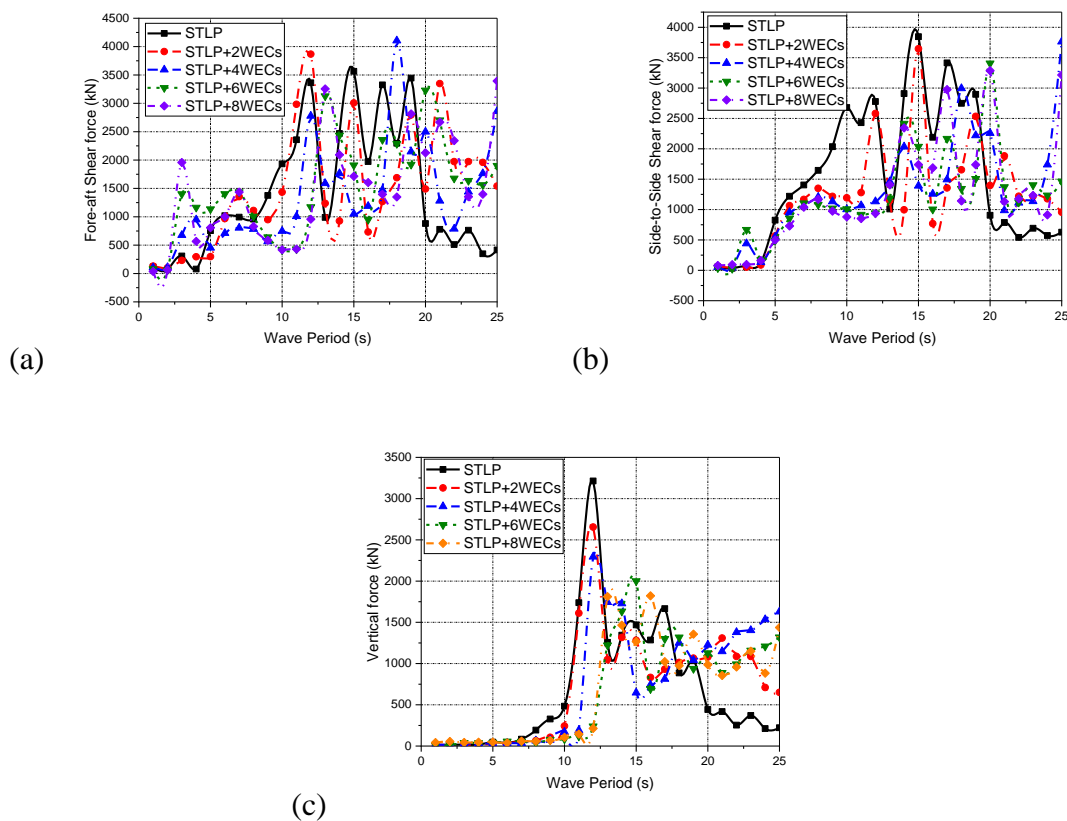 4500
4000
3500
3000
2500
2000
1500
1000
500
0
-500
Fore-aft Shear force (kN)
STLP
STLP+2WECs
STLP+4WECs
STLP+6WECs
STLP+8WECs
0 5 10 15 20 25
Wave Period (s)
(a)
4000
3500
3000
2500
2000
1500
1000
500
0
-500
Side-to-Side Shear force (kN)
STLP
STLP+2WECs
STLP+4WECs
STLP+6WECs
STLP+8WECs
0 5 10 15 20 25
Wave Period (s)
(b)
3500
3000
2500
2000
1500
1000
500
0
Vertical force (kN)
STLP
STLP+2WECs
STLP+4WECs
STLP+6WECs
STLP+8WECs
0 5 10 15 20 25
Wave Period (s)
(c)